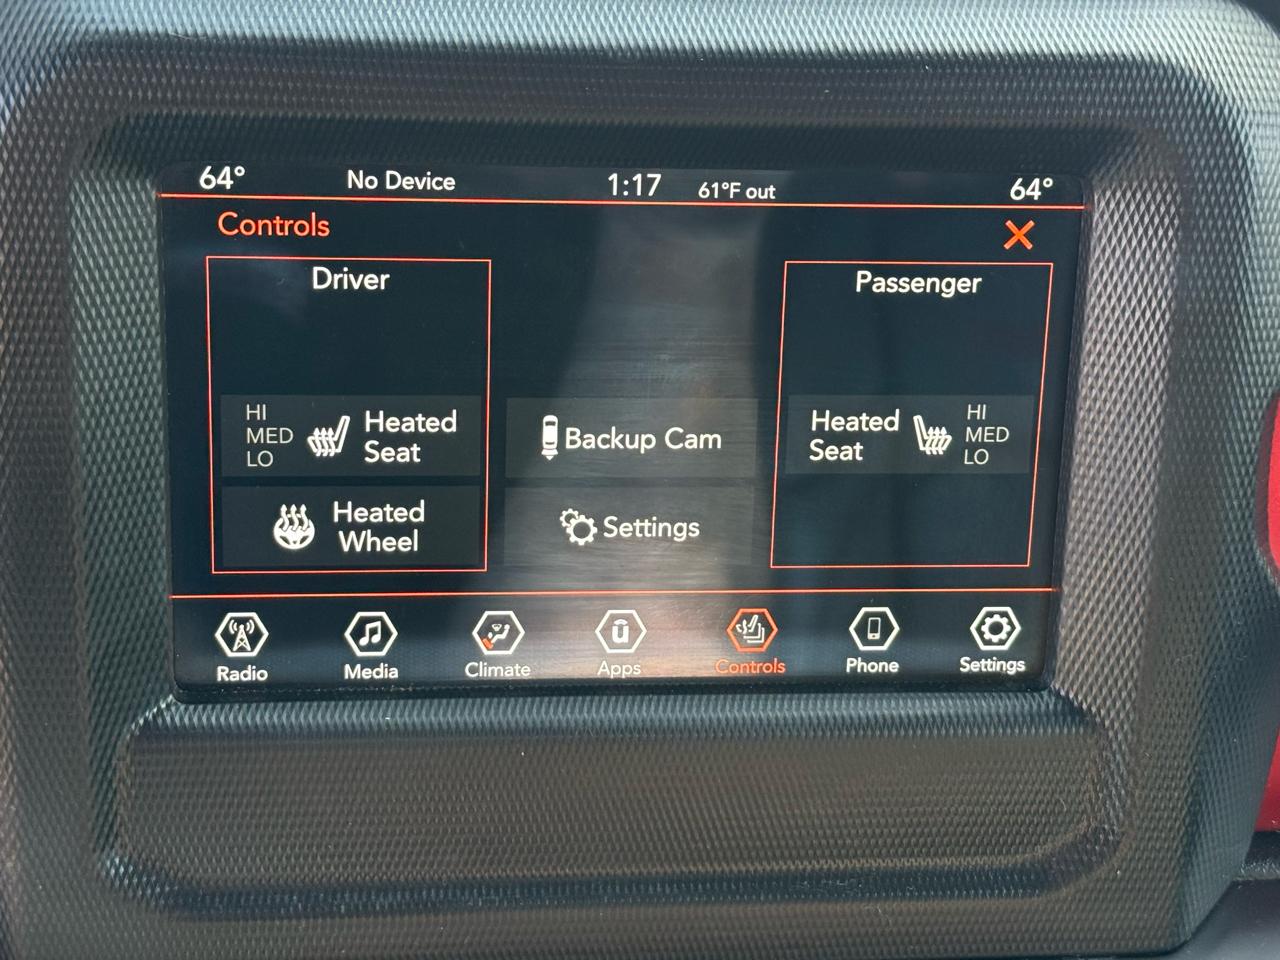 64° No Device 1:17 61°F out 64°
Controls
Driver
Passenger
HI
MED
LO
Heated
Seat
Backup Cam
Heated
Seat
HI
MED
LO
Heated
Wheel
Settings
Radio Media Climate Apps Controls Phone Settings